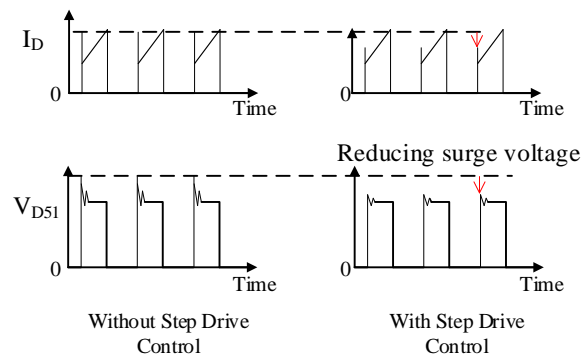 I_D
0
Time
0
Time
Reducing surge voltage
V_D51
0
Time
0
Time
Without Step Drive
Control
With Step Drive
Control